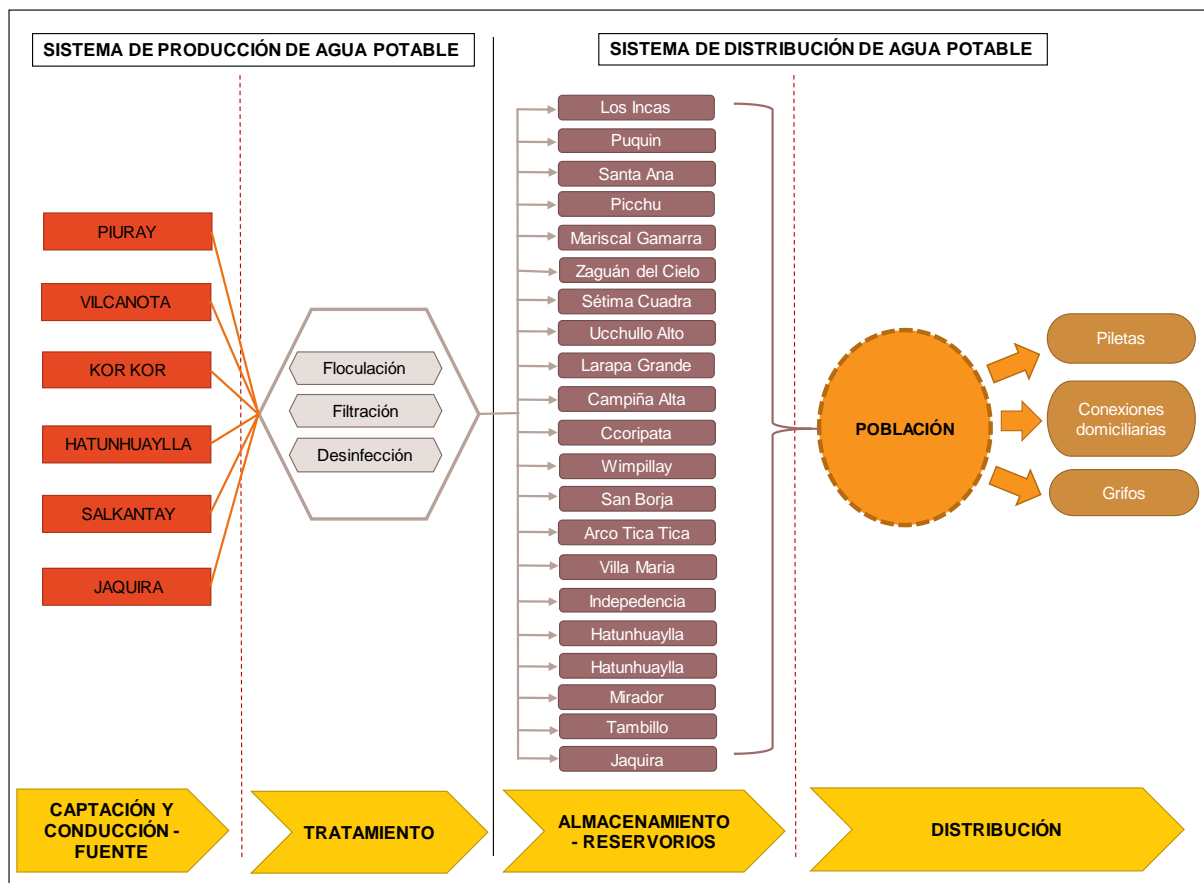 SISTEMA DE PRODUCCIÓN DE AGUA POTABLE
SISTEMA DE DISTRIBUCIÓN DE AGUA POTABLE
PIURAY
VILCANOTA
KOR KOR
HATUNHUAYLLA
SALKANTAY
JAQUIRA
Floculación
Filtración
Desinfección
Los Incas
Puquin
Santa Ana
Picchu
Mariscal Gamarra
Zaguán del Cielo
Sétima Cuadra
Ucchullo Alto
Larapa Grande
Campiña Alta
Ccoripata
Wimpillay
San Borja
Arco Tica Tica
Villa Maria
Indepedencia
Hatunhuaylla
Hatunhuaylla
Mirador
Tambillo
Jaquira
POBLACIÓN
Piletas
Conexiones
domiciliarias
Grifos
CAPTACIÓN Y
CONDUCCIÓN -
FUENTE
TRATAMIENTO
ALMACENAMIENTO
- RESERVORIOS
DISTRIBUCIÓN